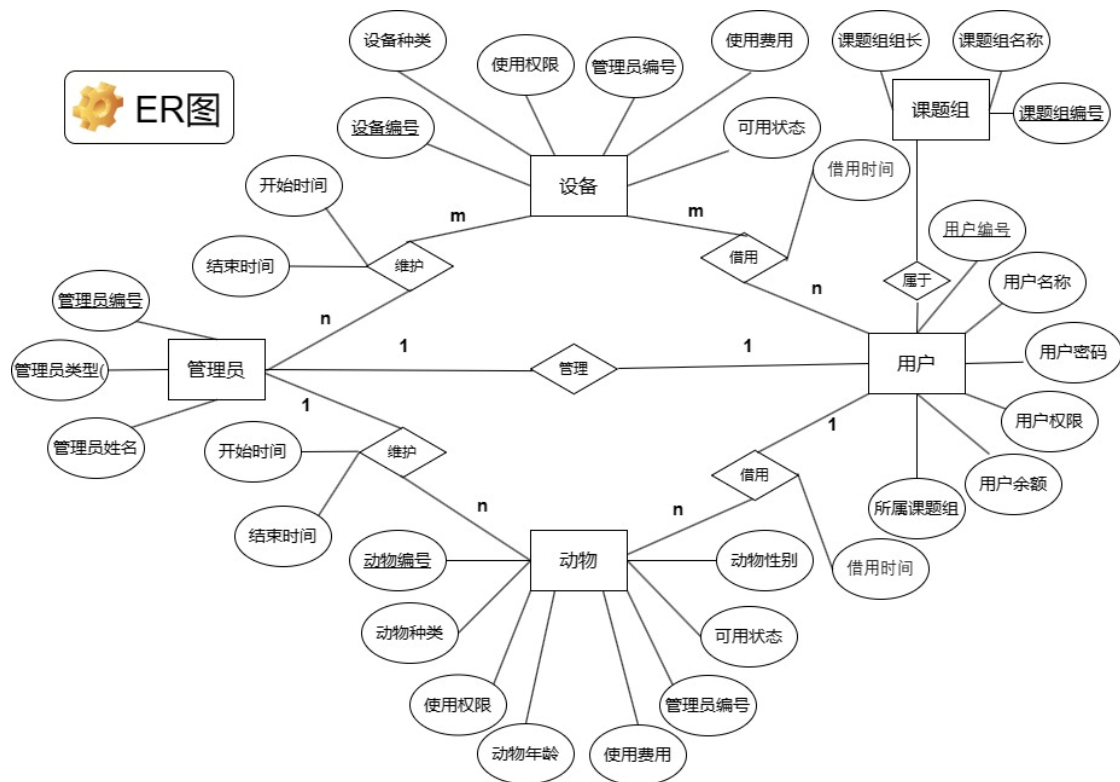 ER图
设备种类
使用权限
管理员编号
使用费用
设备编号
可用状态
设备
课题组组长
课题组名称
课题组
课题组编号
借用时间
开始时间
结束时间
m
维护
n
m
借用
n
用户编号
属于
用户名称
管理员编号
管理员类型(
管理员姓名
管理员
1
管理
1
用户
用户密码
用户权限
用户余额
所属课题组
1
维护
n
开始时间
结束时间
1
借用
n
借用时间
动物编号
动物
动物性别
动物种类
可用状态
使用权限
管理员编号
动物年龄
使用费用